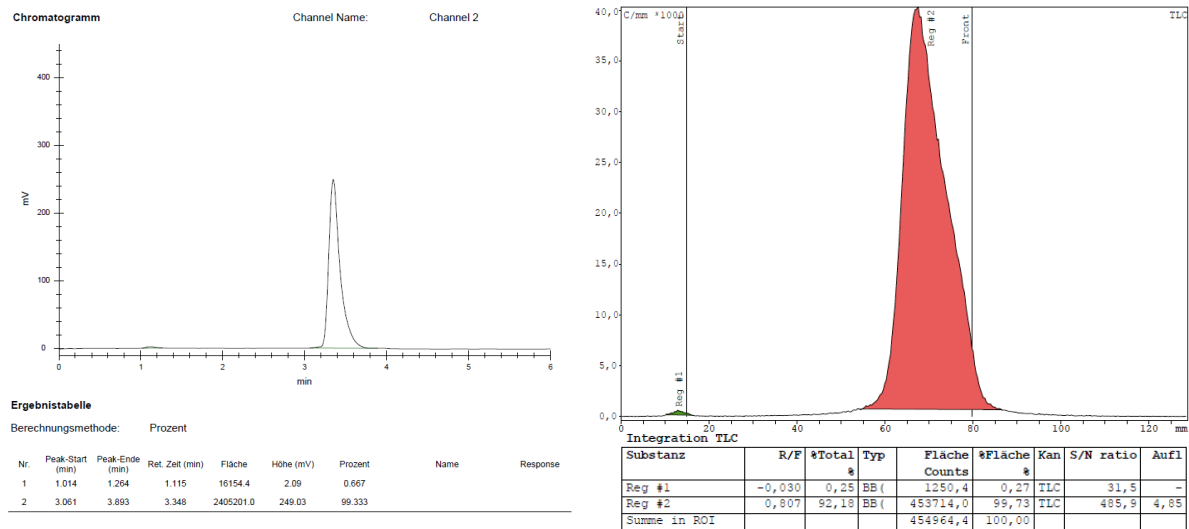 Chromatogramm Channel Name: Channel 2
400
300
mV
200
100
0
0 1 2 3 4 5 6
min
Ergebnistabelle
Berechnungsmethode: Prozent
Nr. Peak-Start (min) Peak-Ende (min) Ret. Zeit (min) Fläche Höhe (mV) Prozent Name Response
1 1.014 1.264 1.115 16154.4 2.09 0.667
2 3.061 3.893 3.348 2405201.0 249.03 99.333
C/mm *1000 TLC
Start
Reg #2
Front
40,0
35,0
30,0
25,0
20,0
15,0
10,0
5,0
0,0
Reg #1
0 20 40 60 80 100 120 mm
Integration TLC
Substanz R/F %Total % Typ Fläche Counts %Fläche % Kan S/N ratio Aufl
Reg #1 -0,030 0,25 BB( 1250,4 0,27 TLC 31,5 -
Reg #2 0,807 92,18 BB( 453714,0 99,73 TLC 485,9 4,85
Summe in ROI 454964,4 100,00